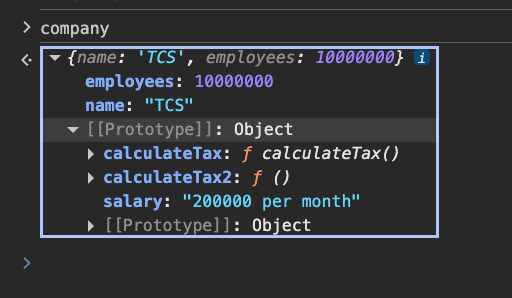 company
{name: 'TCS', employees: 10000000} i
employees: 10000000
name: "TCS"
[[Prototype]]: Object
calculateTax: ƒ calculateTax()
calculateTax2: ƒ ()
salary: "200000 per month"
[[Prototype]]: Object